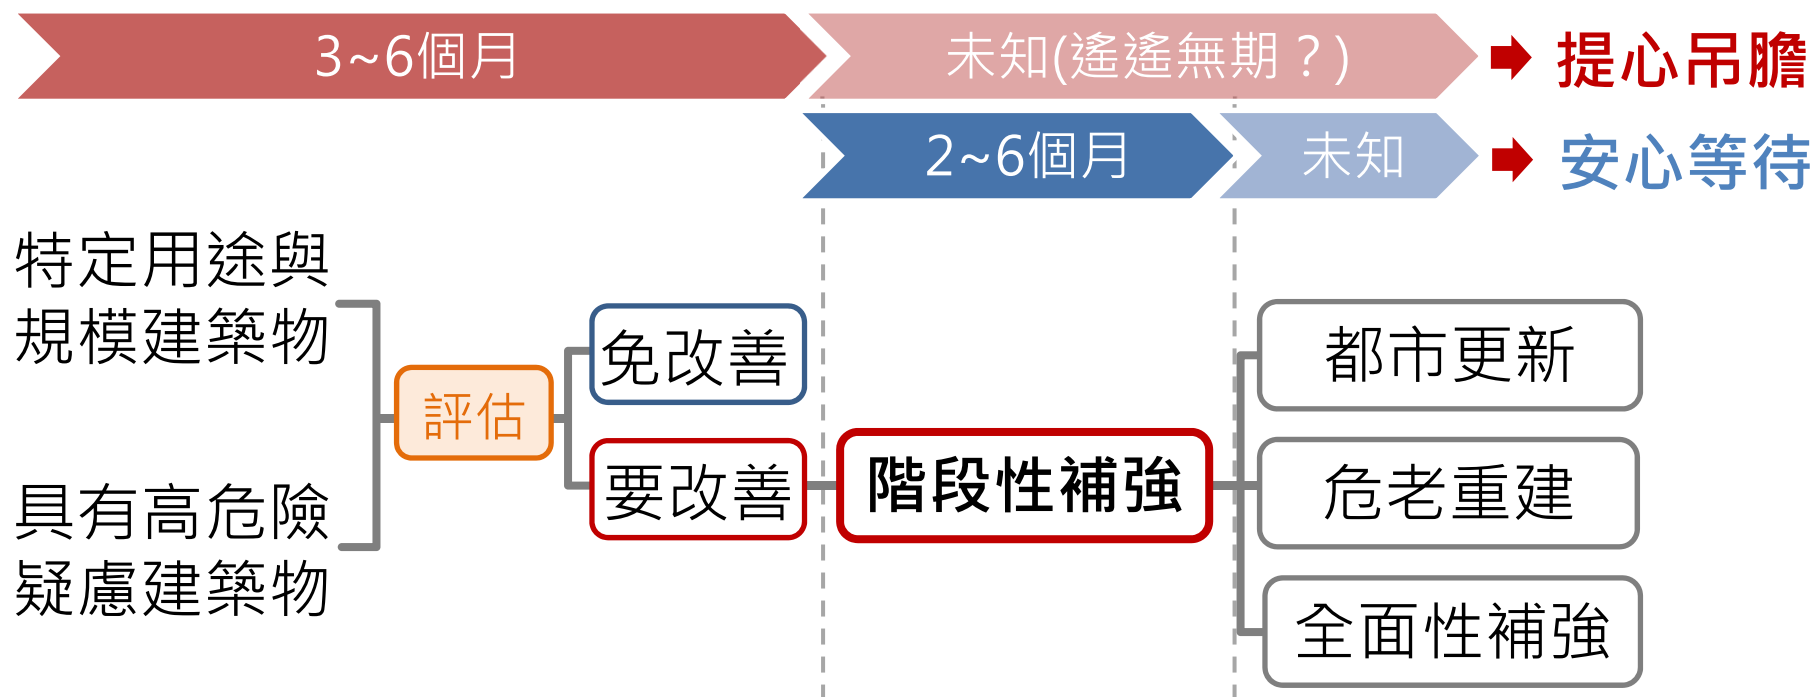 3~6個月
未知(遙遙無期？)
提心吊膽
2~6個月
未知
安心等待
特定用途與
規模建築物
具有高危險
疑慮建築物
評估
免改善
要改善
階段性補強
都市更新
危老重建
全面性補強